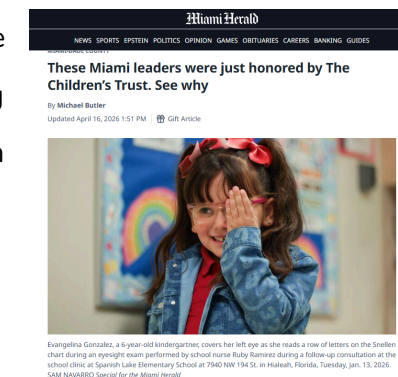 Miami Herald
NEWS SPORTS EPSTEIN POLITICS OPINION GAMES OBITUARIES CAREERS BANKING GUIDES
MIAMI-DADE COUNTY
These Miami leaders were just honored by The
Children's Trust. See why
By Michael Butler
Updated April 16, 2026 1:51 PM | Gift Article
Evangelina Gonzalez, a 6-year-old kindergartner, covers her left eye as she reads a row of letters on the Snellen
chart during an eyesight exam performed by school nurse Ruby Ramirez during a follow-up consultation at the
school clinic at Spanish Lake Elementary School at 7940 NW 194 St. in Hialeah, Florida, Tuesday, Jan. 13, 2026.
SAM NAVARRO Special for the Miami Herald